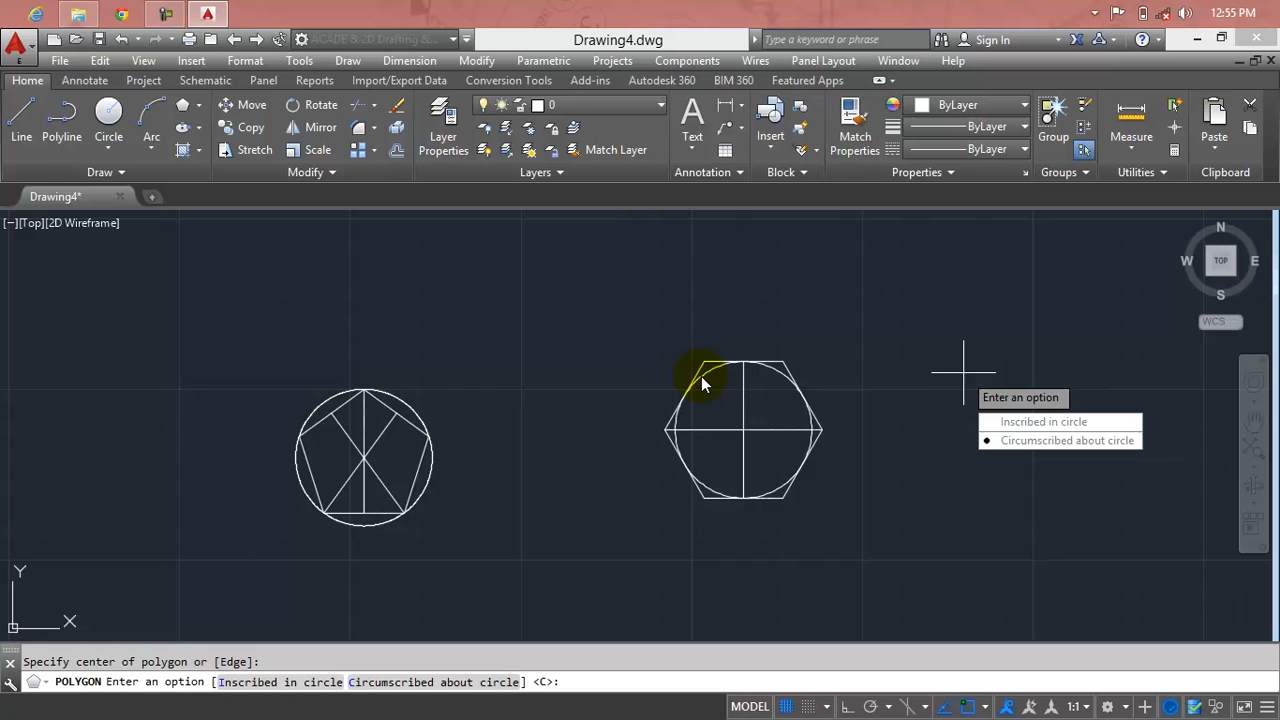 12:55 PM
ACADE & 2D Drafting &...
Drawing4.dwg
Type a keyword or phrase
Sign In
File Edit View Insert Format Tools Draw Dimension Modify Parametric Projects Components Wires Panel Layout Window Help
Home Annotate Project Schematic Panel Reports Import/Export Data Conversion Tools Add-ins Autodesk 360 BIM 360 Featured Apps
Move Rotate 0 ByLayer
Line Polyline Circle Arc Copy Mirror Layer Properties Text Insert Match Properties ByLayer Group Measure Paste
Stretch Scale Match Layer ByLayer
Draw Modify Layers Annotation Block Properties Groups Utilities Clipboard
Drawing4*
[−][Top][2D Wireframe]
N
W TOP E
S
WCS
Enter an option
Inscribed in circle
Circumscribed about circle
Y
X
Specify center of polygon or [Edge]:
POLYGON Enter an option [Inscribed in circle Circumscribed about circle] <C>:
MODEL 1:1